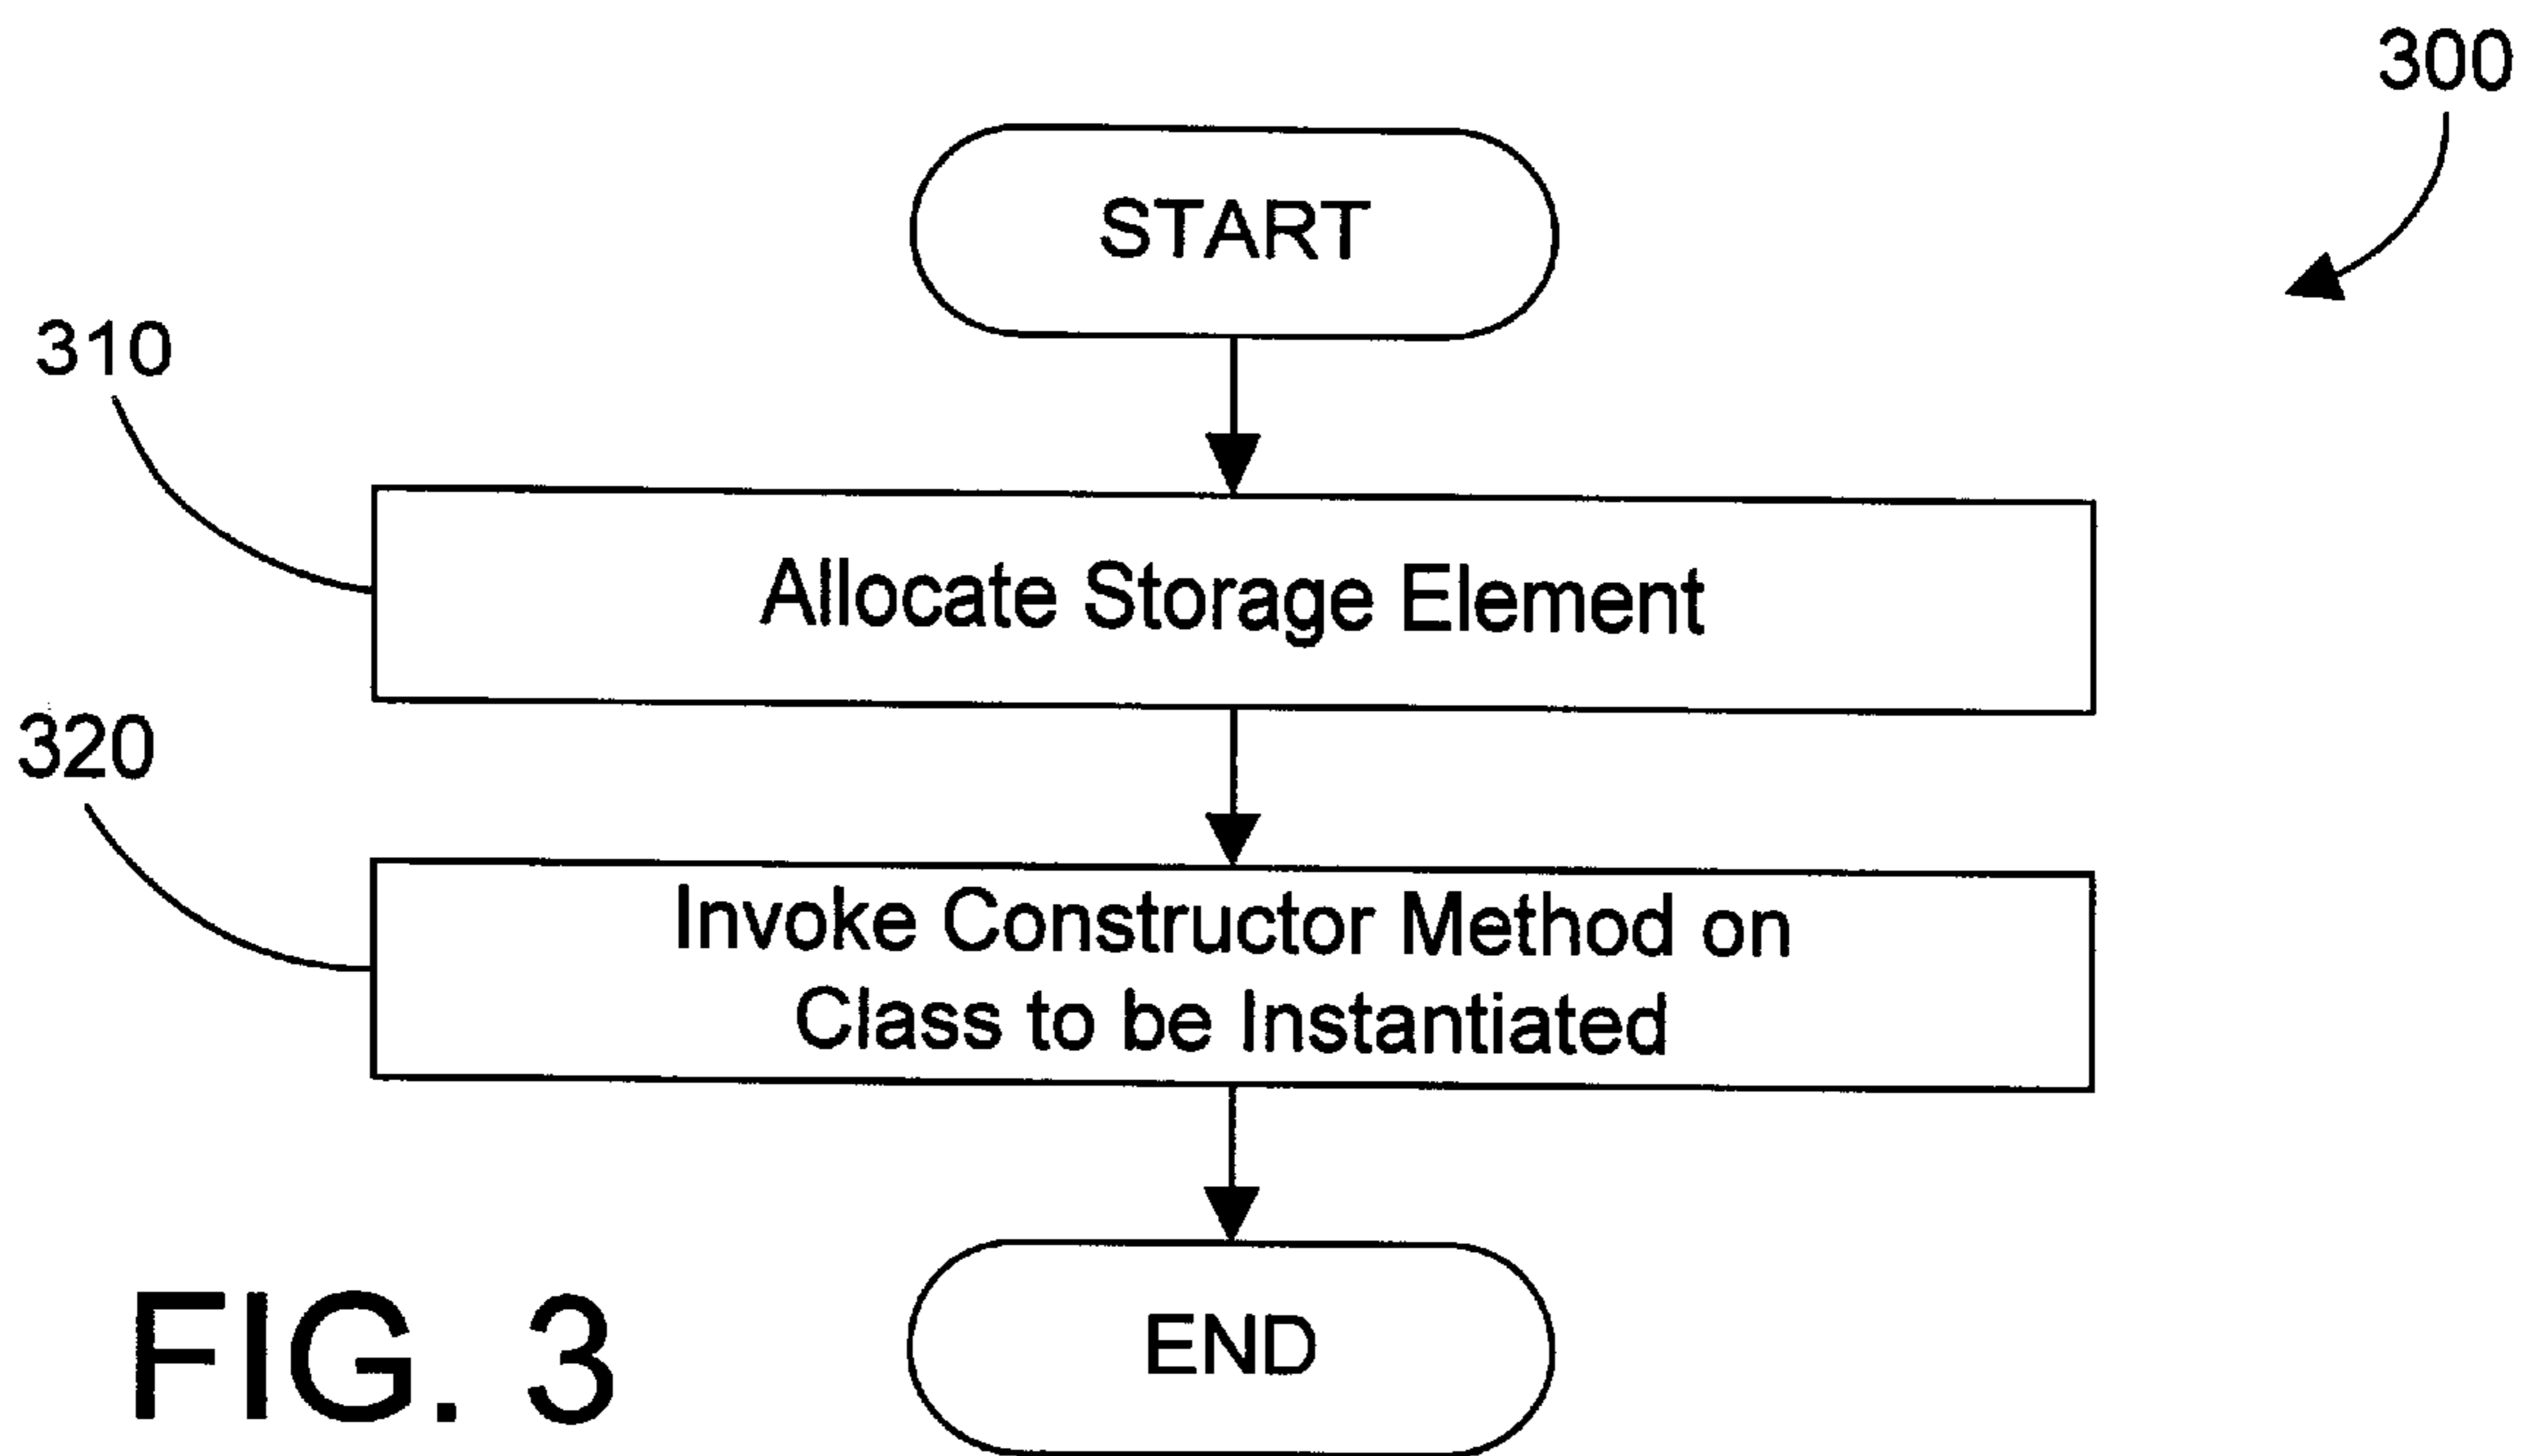 300
START
310
Allocate Storage Element
320
Invoke Constructor Method on
Class to be Instantiated
END
FIG. 3